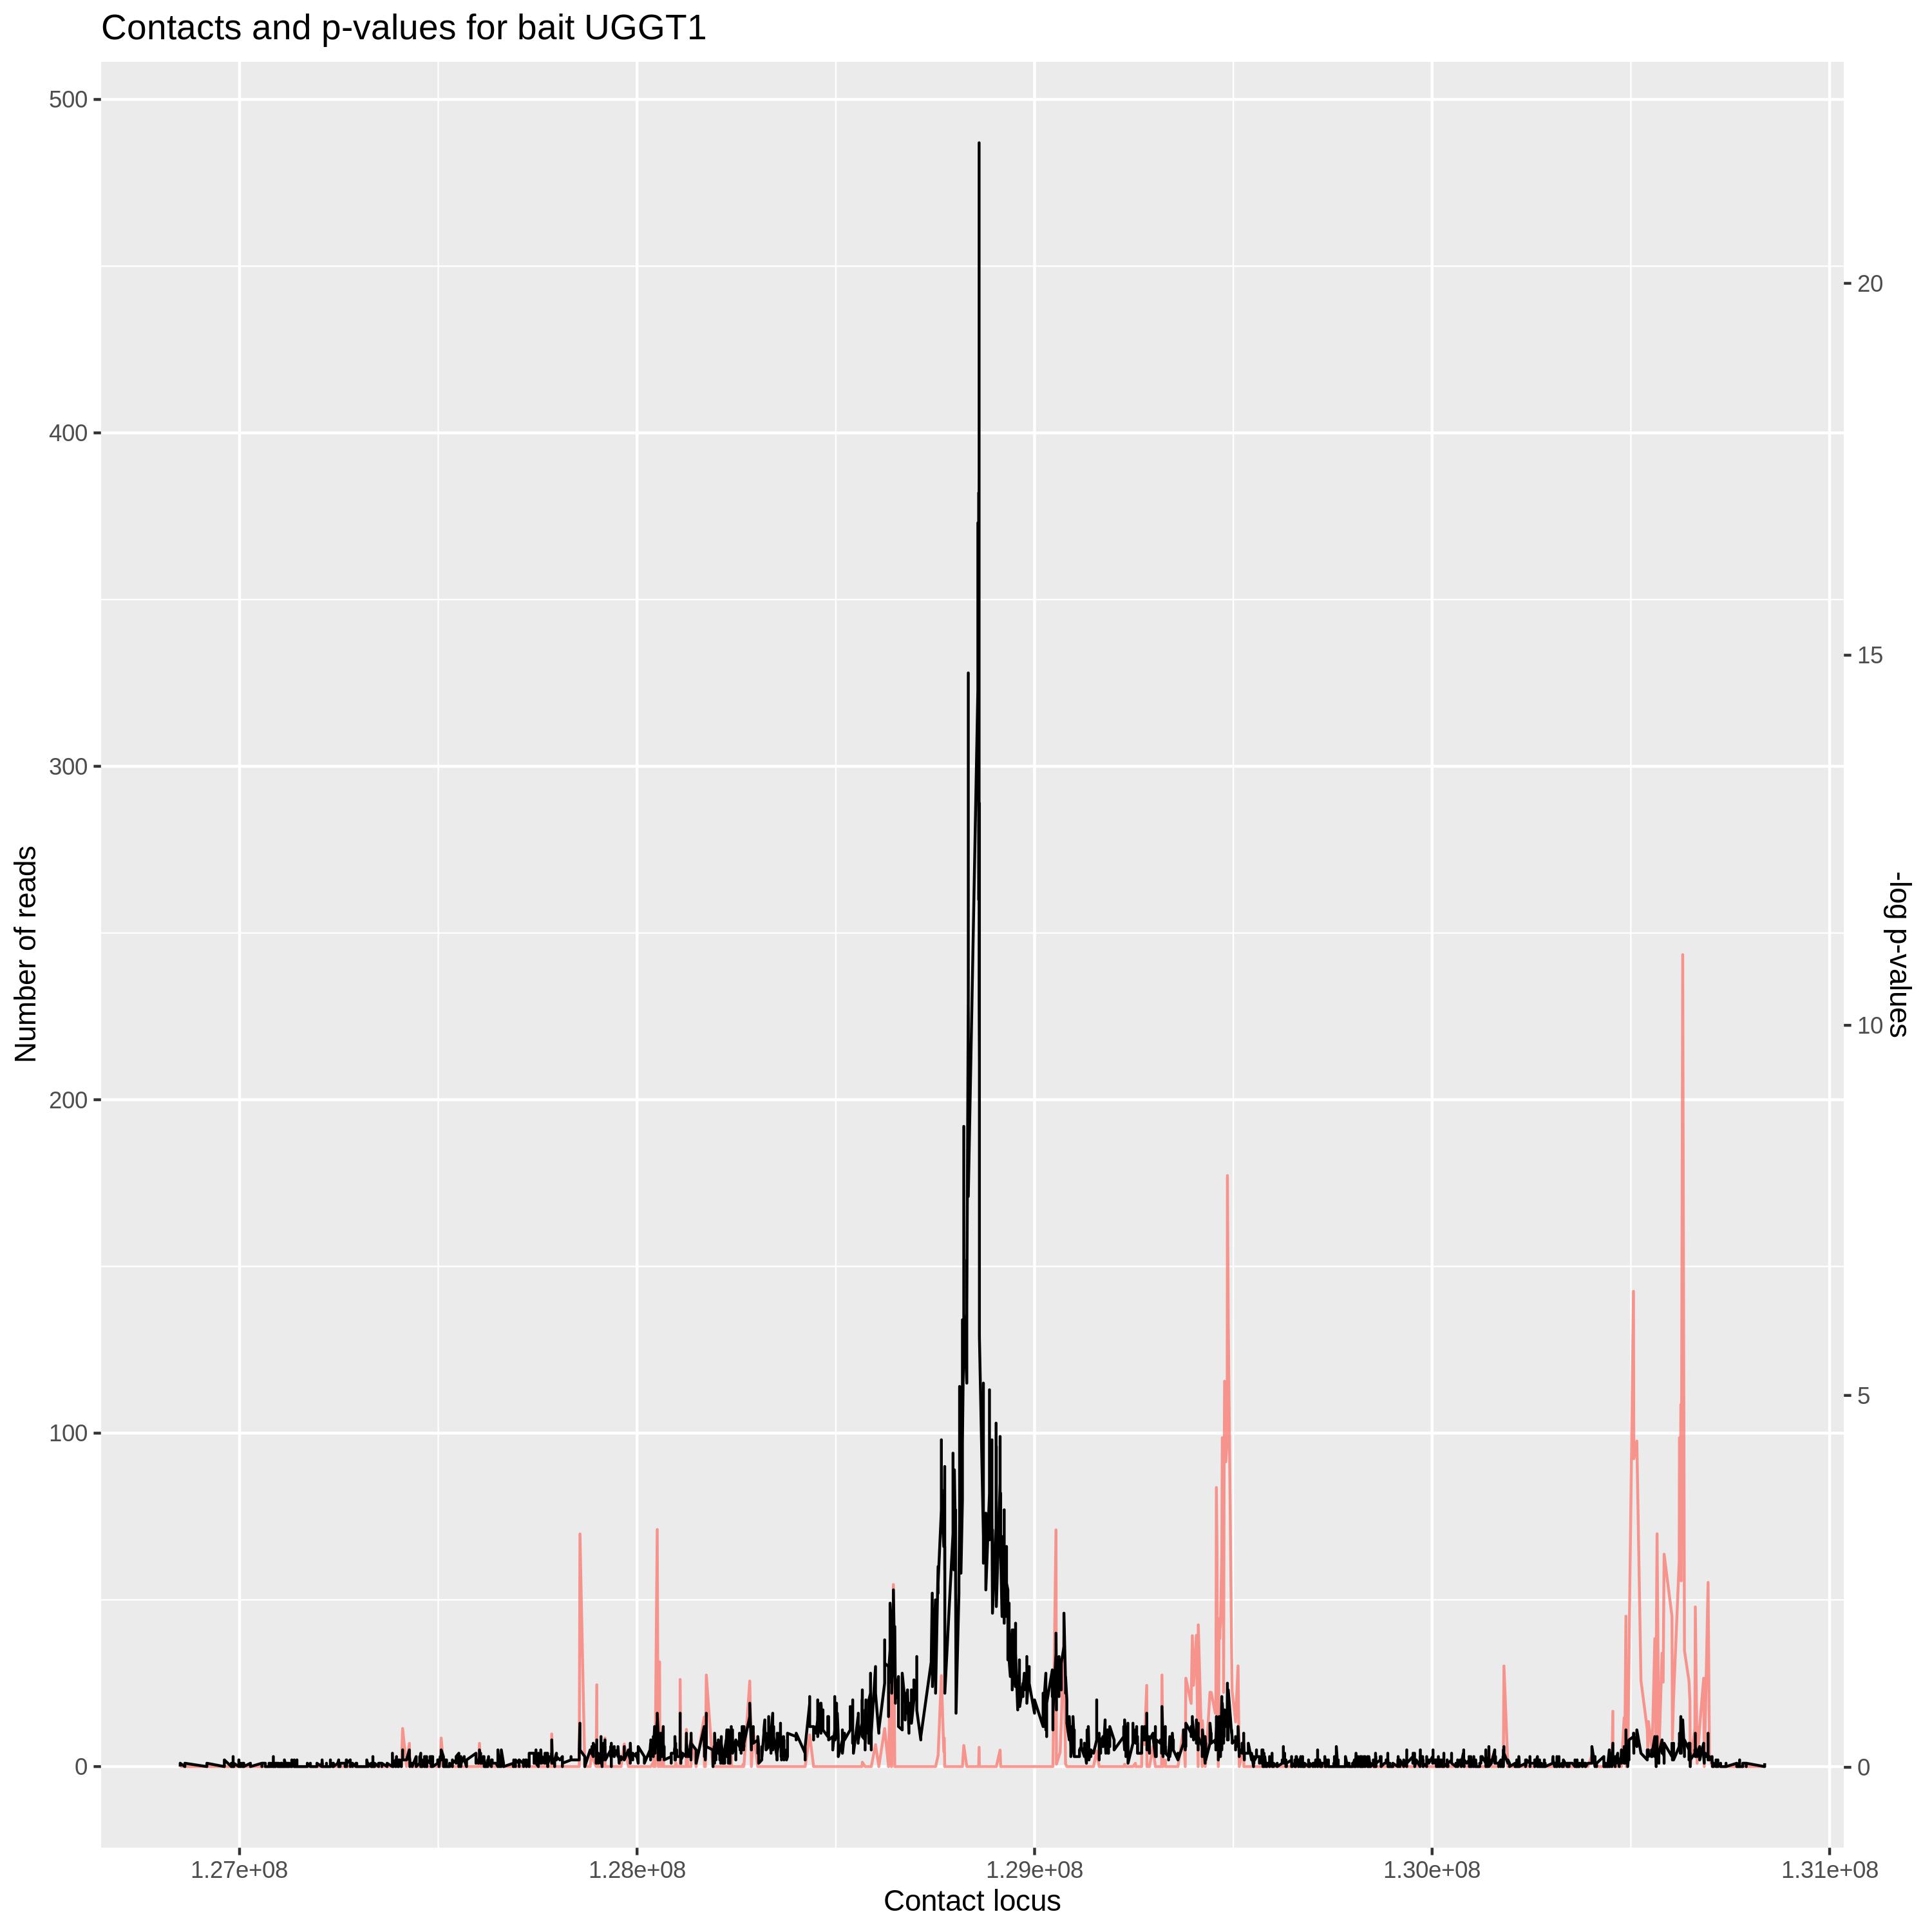 Contacts and p-values for bait UGGT1
500
400
300
200
100
0
Number of reads
20
15
10
5
0
-log p-values
1.27e+08
1.28e+08
1.29e+08
1.30e+08
1.31e+08
Contact locus